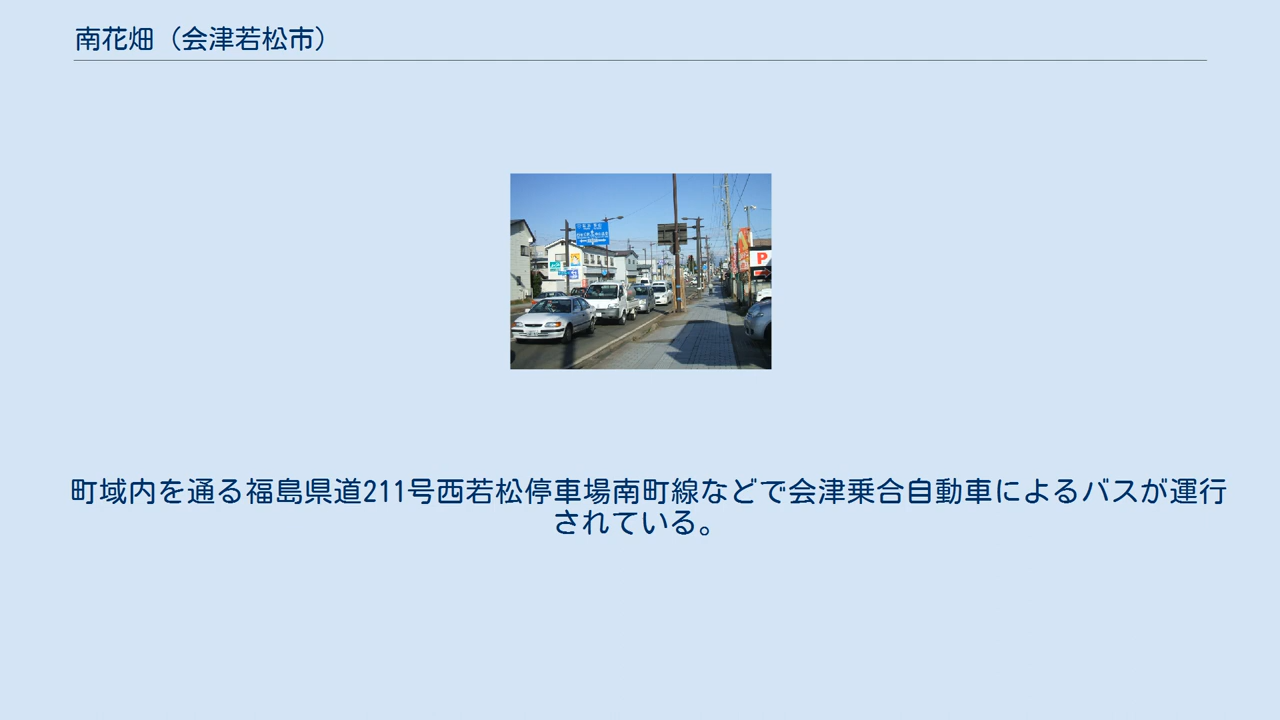 南花畑（会津若松市）
P
町域内を通る福島県道211号西若松停車場南町線などで会津乗合自動車によるバスが運行
されている。